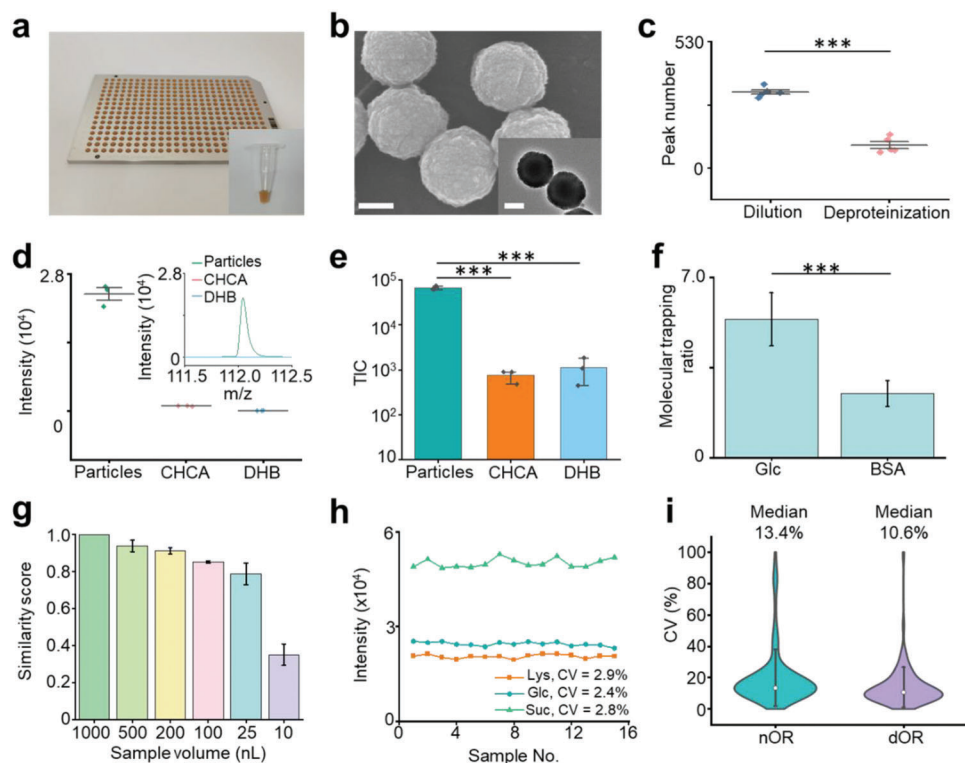 a
b
c
530
Peak number
0
***
Dilution
Deproteinization
d
2.8
Intensity (10⁴)
0
Particles
CHCA
DHB
2.8
Intensity (10⁴)
0
Particles
CHCA
DHB
111.5
112.0
112.5
m/z
e
***
***
10⁵
10⁴
10³
10²
10
TIC
Particles
CHCA
DHB
f
7.0
Molecular trapping
ratio
0
***
Glc
BSA
g
1.0
0.8
0.6
0.4
0.2
0
Similarity score
1000
500
200
100
25
10
Sample volume (nL)
h
6
3
0
Intensity (x10⁴)
Lys, CV = 2.9%
Glc, CV = 2.4%
Suc, CV = 2.8%
0
4
8
12
16
Sample No.
i
Median
13.4%
Median
10.6%
100
80
60
40
20
0
CV (%)
nOR
dOR